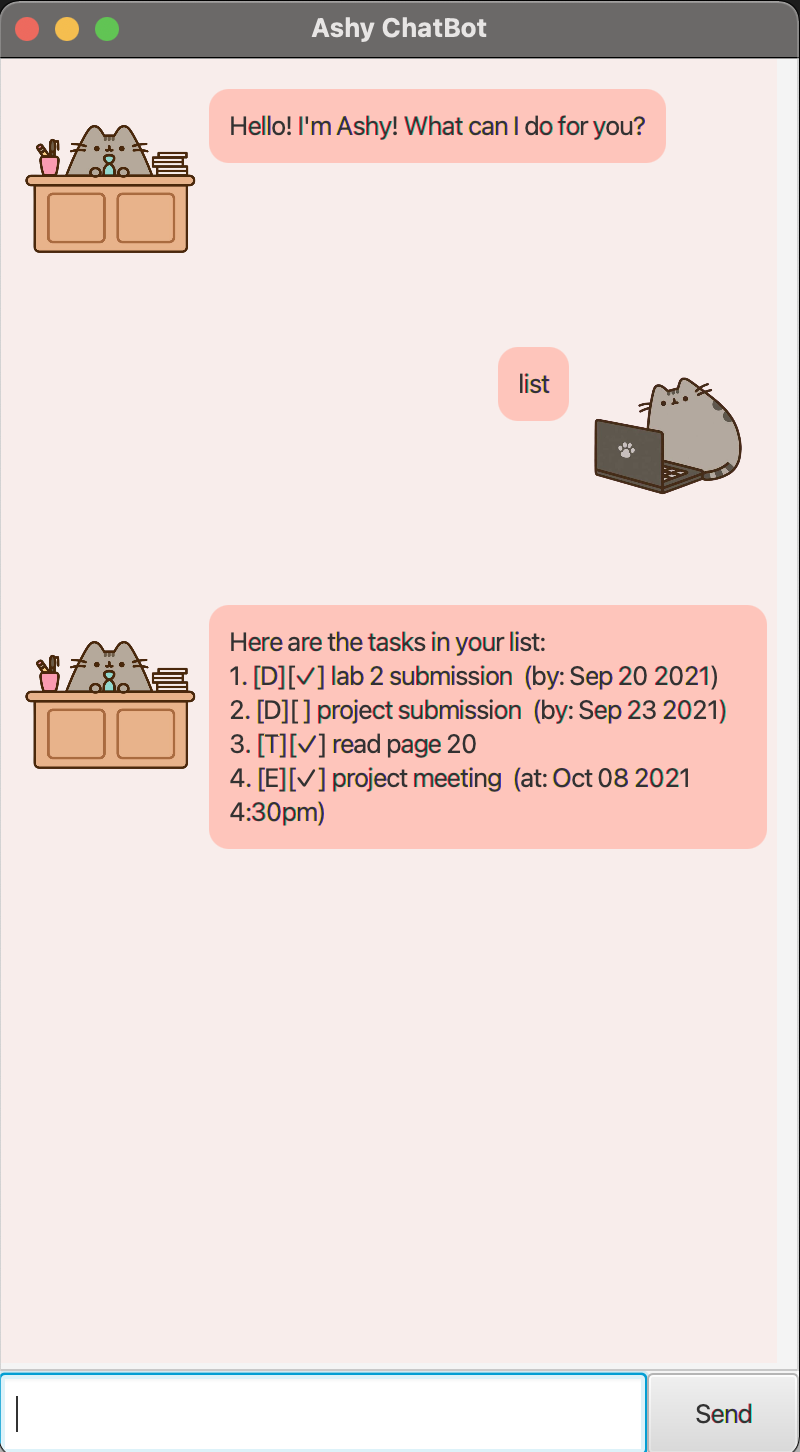 Ashy ChatBot
Hello! I'm Ashy! What can I do for you?
list
Here are the tasks in your list:
1. [D][✓] lab 2 submission  (by: Sep 20 2021)
2. [D][ ] project submission  (by: Sep 23 2021)
3. [T][✓] read page 20
4. [E][✓] project meeting  (at: Oct 08 2021
4:30pm)
Send